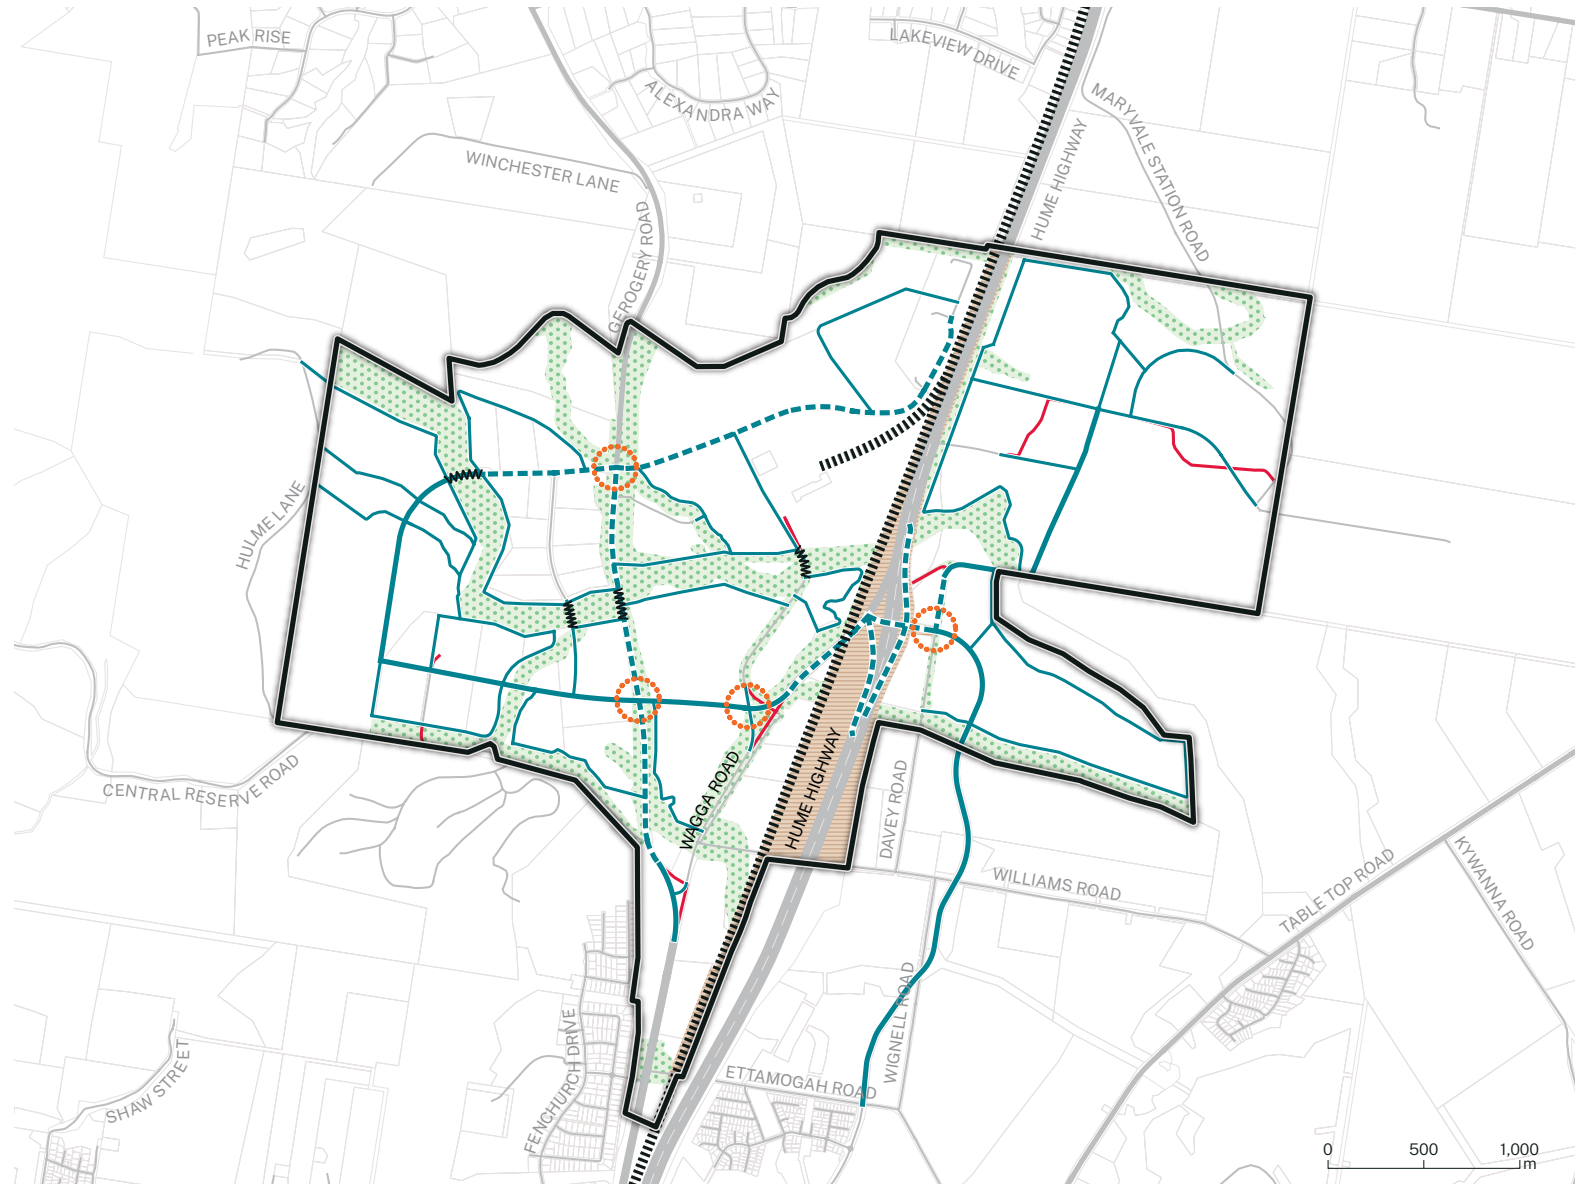 PEAK RISE
LAKEVIEW DRIVE
ALEXANDRA WAY
MARYVALE STATION ROAD
WINCHESTER LANE
HUME HIGHWAY
GEROGERY ROAD
HULME LANE
WAGGA ROAD
HUME HIGHWAY
CENTRAL RESERVE ROAD
DAVEY ROAD
WILLIAMS ROAD
TABLE TOP ROAD
KYWANNA ROAD
WIGNELL ROAD
FENCHURCH DRIVE
SHAW STREET
ETTAMOGAH ROAD
0 500 1,000
m